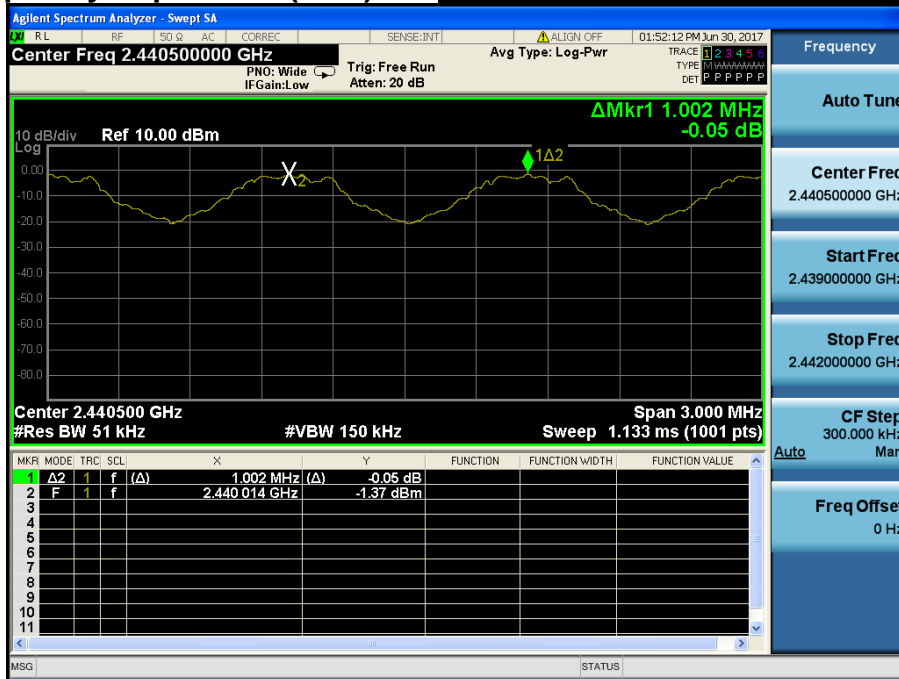 Agilent Spectrum Analyzer - Swept SA
LXI RL RF 50 Ω AC CORREC SENSE:INT ALIGN OFF 01:52:12 PM Jun 30, 2017
Center Freq 2.440500000 GHz
PNO: Wide
IFGain:Low
Trig: Free Run
Atten: 20 dB
Avg Type: Log-Pwr
TRACE 1 2 3 4 5 6
TYPE M WWWWW
DET P P P P P P
ΔMkr1 1.002 MHz
-0.05 dB
10 dB/div Ref 10.00 dBm
Log
0.00
-10.0
-20.0
-30.0
-40.0
-50.0
-60.0
-70.0
-80.0
X2
1Δ2
Center 2.440500 GHz Span 3.000 MHz
#Res BW 51 kHz #VBW 150 kHz Sweep 1.133 ms (1001 pts)
MKR MODE TRC SCL X Y FUNCTION FUNCTION WIDTH FUNCTION VALUE
1 Δ2 1 f (Δ) 1.002 MHz (Δ) -0.05 dB
2 F 1 f 2.440 014 GHz -1.37 dBm
3
4
5
6
7
8
9
10
11
MSG STATUS
Frequency
Auto Tune
Center Freq
2.440500000 GHz
Start Freq
2.439000000 GHz
Stop Freq
2.442000000 GHz
CF Step
300.000 kHz
Auto Man
Freq Offset
0 Hz